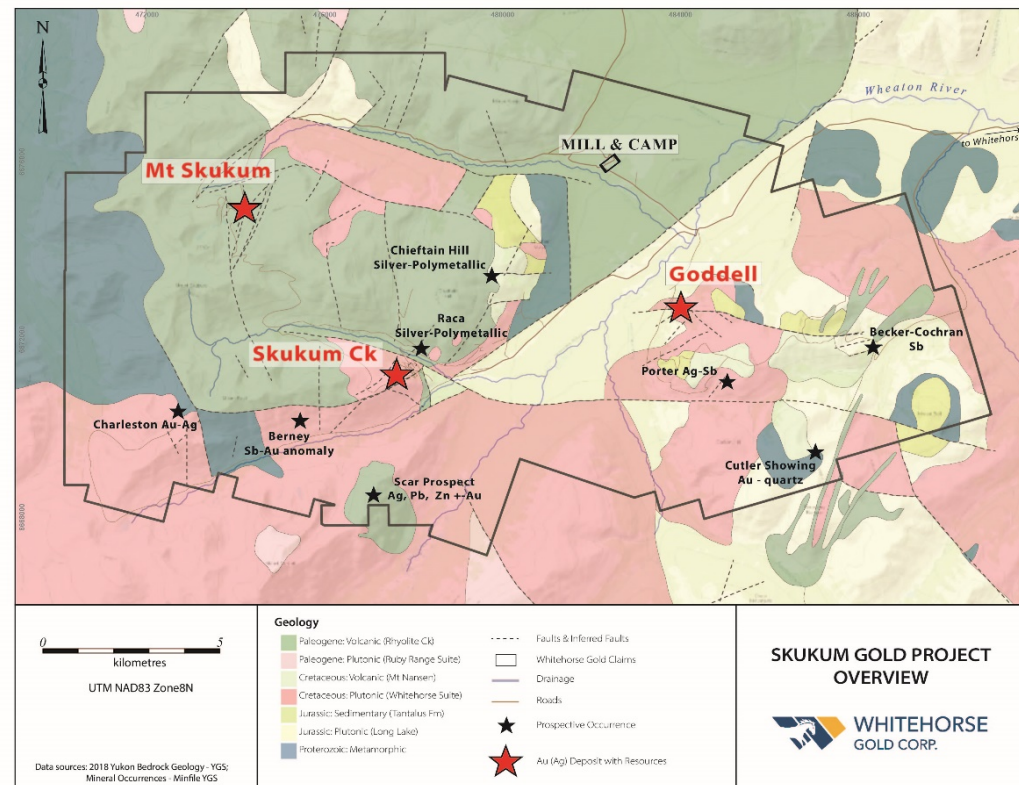 472000
480000
484000
N
Wheaton River
to Whitehors
MILL & CAMP
Mt Skukum
Chieftain Hill
Silver-Polymetallic
Goddell
Raca
Silver-Polymetallic
Becker-Cochran
Sb
Skukum Ck
Porter Ag-Sb
Charleston Au-Ag
Berney
Sb-Au anomaly
Cutler Showing
Au - quartz
Scar Prospect
Ag, Pb, Zn +-Au
0 5
kilometres
UTM NAD83 Zone8N
Data sources: 2018 Yukon Bedrock Geology - YGS;
Mineral Occurrences - Minfile YGS
Geology
Paleogene: Volcanic (Rhyolite Ck)
Paleogene: Plutonic (Ruby Range Suite)
Cretaceous: Volcanic (Mt Nansen)
Cretaceous: Plutonic (Whitehorse Suite)
Jurassic: Sedimentary (Tantalus Fm)
Jurassic: Plutonic (Long Lake)
Proterozoic: Metamorphic
Faults & Inferred Faults
Whitehorse Gold Claims
Drainage
Roads
Prospective Occurrence
Au (Ag) Deposit with Resources
SKUKUM GOLD PROJECT
OVERVIEW
WHITEHORSE
GOLD CORP.